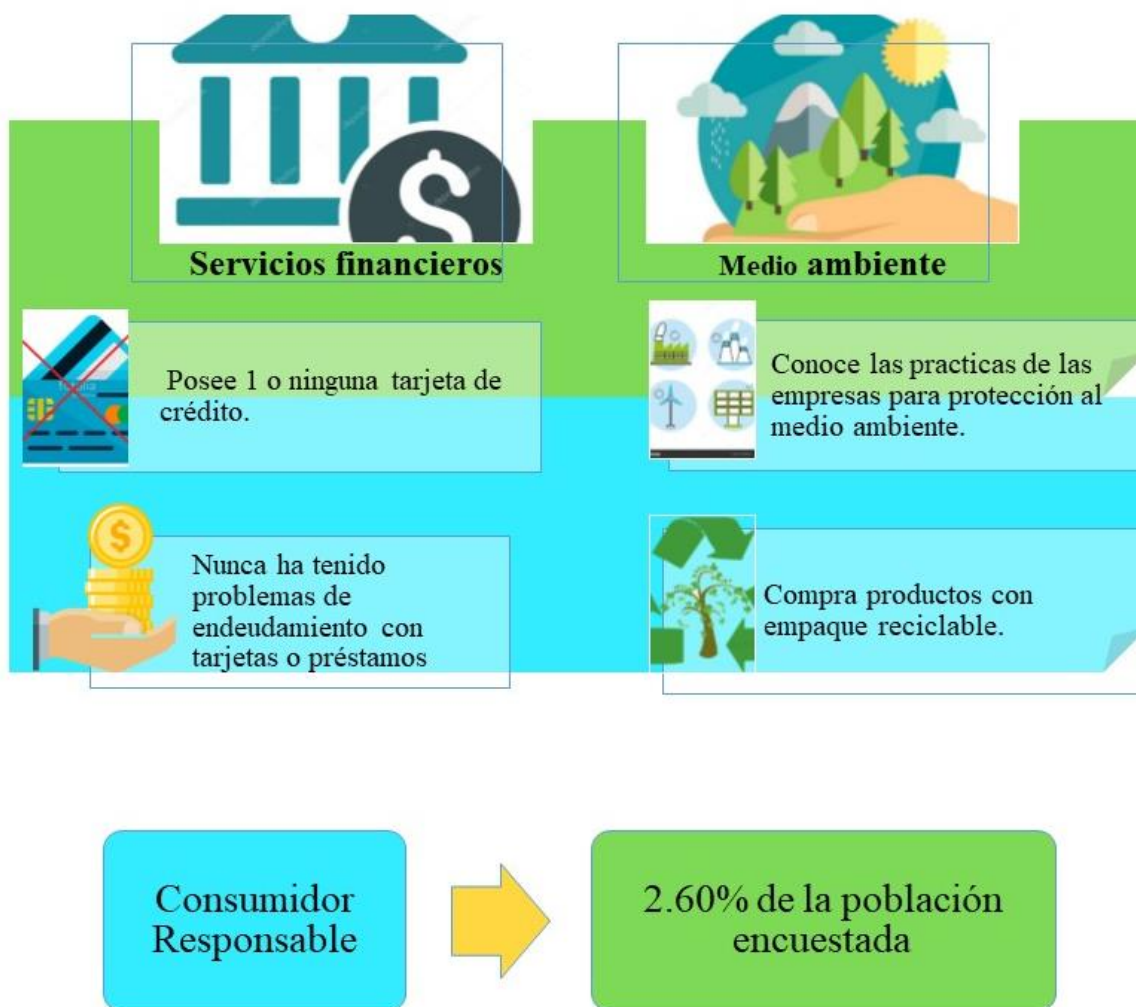 Servicios financieros
Medio ambiente
Posee 1 o ninguna tarjeta de
crédito.
Conoce las practicas de las
empresas para protección al
medio ambiente.
Nunca ha tenido
problemas de
endeudamiento con
tarjetas o préstamos
Compra productos con
empaque reciclable.
Consumidor
Responsable
2.60% de la población
encuestada